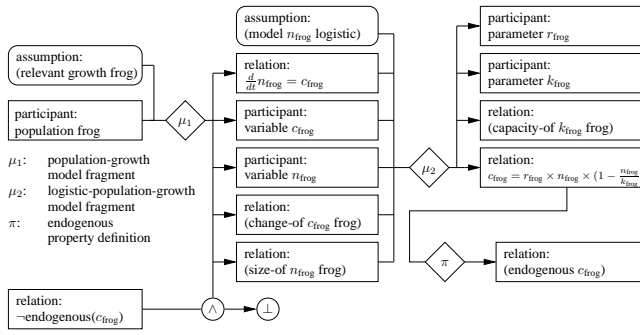 assumption:
(relevant growth frog)
participant:
population frog
μ₁: population-growth
model fragment
μ₂: logistic-population-growth
model fragment
π: endogenous
property definition
relation:
¬endogenous(c_frog)
μ₁
∧
⊥
assumption:
(model n_frog logistic)
relation:
d/dt n_frog = c_frog
participant:
variable c_frog
participant:
variable n_frog
relation:
(change-of c_frog frog)
relation:
(size-of n_frog frog)
μ₂
participant:
parameter r_frog
participant:
parameter k_frog
relation:
(capacity-of k_frog frog)
relation:
c_frog = r_frog × n_frog × (1 − n_frog/k_frog
π
relation:
(endogenous c_frog)